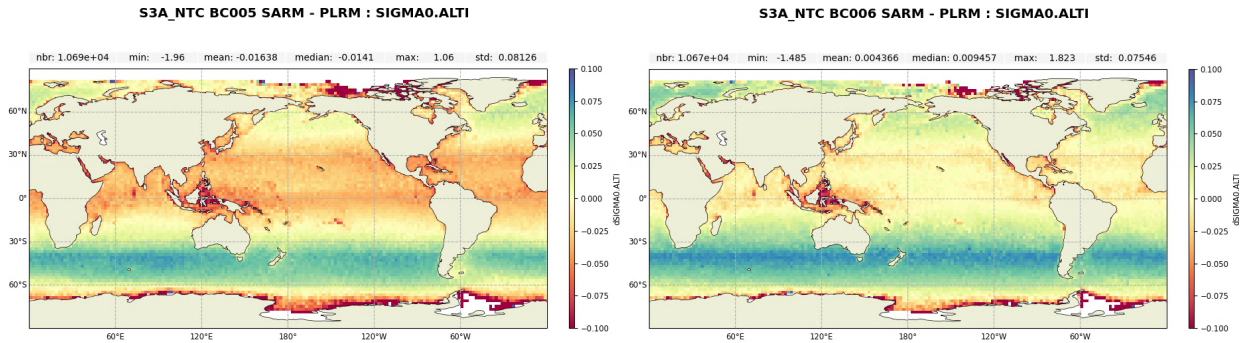 S3A_NTC BC005 SARM - PLRM : SIGMA0.ALTI
nbr: 1.069e+04 min: -1.96 mean: -0.01638 median: -0.0141 max: 1.06 std: 0.08126
60°N
30°N
0°
30°S
60°S
60°E 120°E 180° 120°W 60°W
0.100
0.075
0.050
0.025
0.000
−0.025
−0.050
−0.075
−0.100
dSIGMA0.ALTI
S3A_NTC BC006 SARM - PLRM : SIGMA0.ALTI
nbr: 1.067e+04 min: -1.485 mean: 0.004366 median: 0.009457 max: 1.823 std: 0.07546
60°N
30°N
0°
30°S
60°S
60°E 120°E 180° 120°W 60°W
0.100
0.075
0.050
0.025
0.000
−0.025
−0.050
−0.075
−0.100
dSIGMA0.ALTI